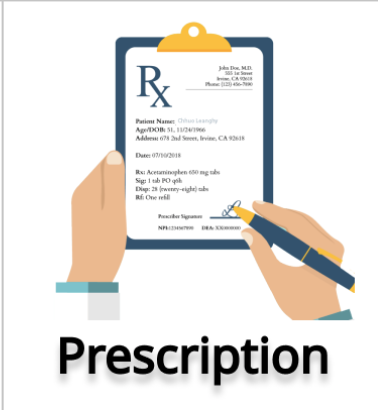 Rx
John Doe, M.D.
555 1st Street
Irvine, CA 92618
Phone: (123) 456-7890
Patient Name:
Age/DOB: 51, 11/24/1966
Address: 678 2nd Street, Irvine, CA 92618
Date: 07/10/2018
Rx: Acetaminophen 650 mg tabs
Sig: 1 tab PO q6h
Disp: 28 (twenty-eight) tabs
Rf: One refill
Prescriber Signature:
NPI:1234567890 DEA: XX0000000
Prescription